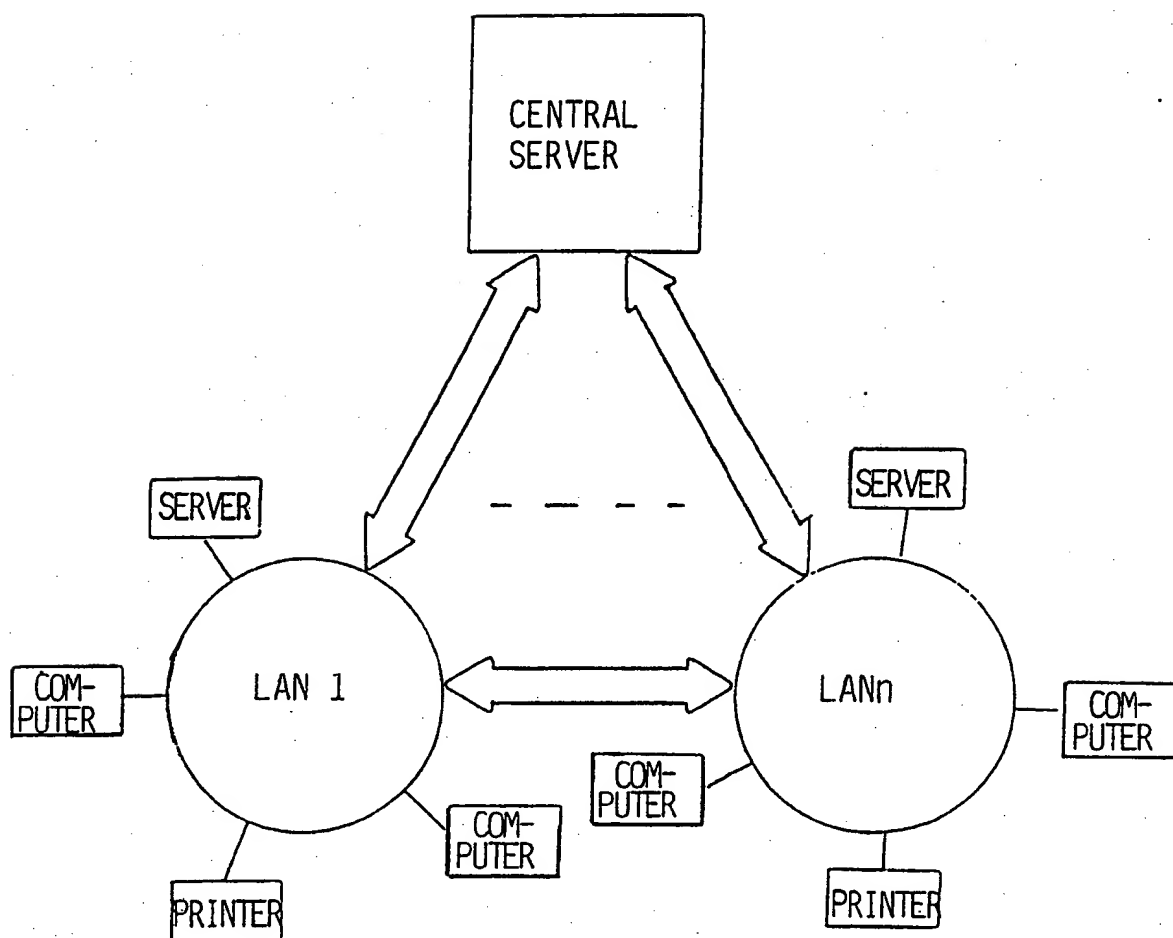 CENTRAL
SERVER
SERVER
SERVER
LAN 1
LANn
COM-
PUTER
COM-
PUTER
COM-
PUTER
COM-
PUTER
PRINTER
PRINTER